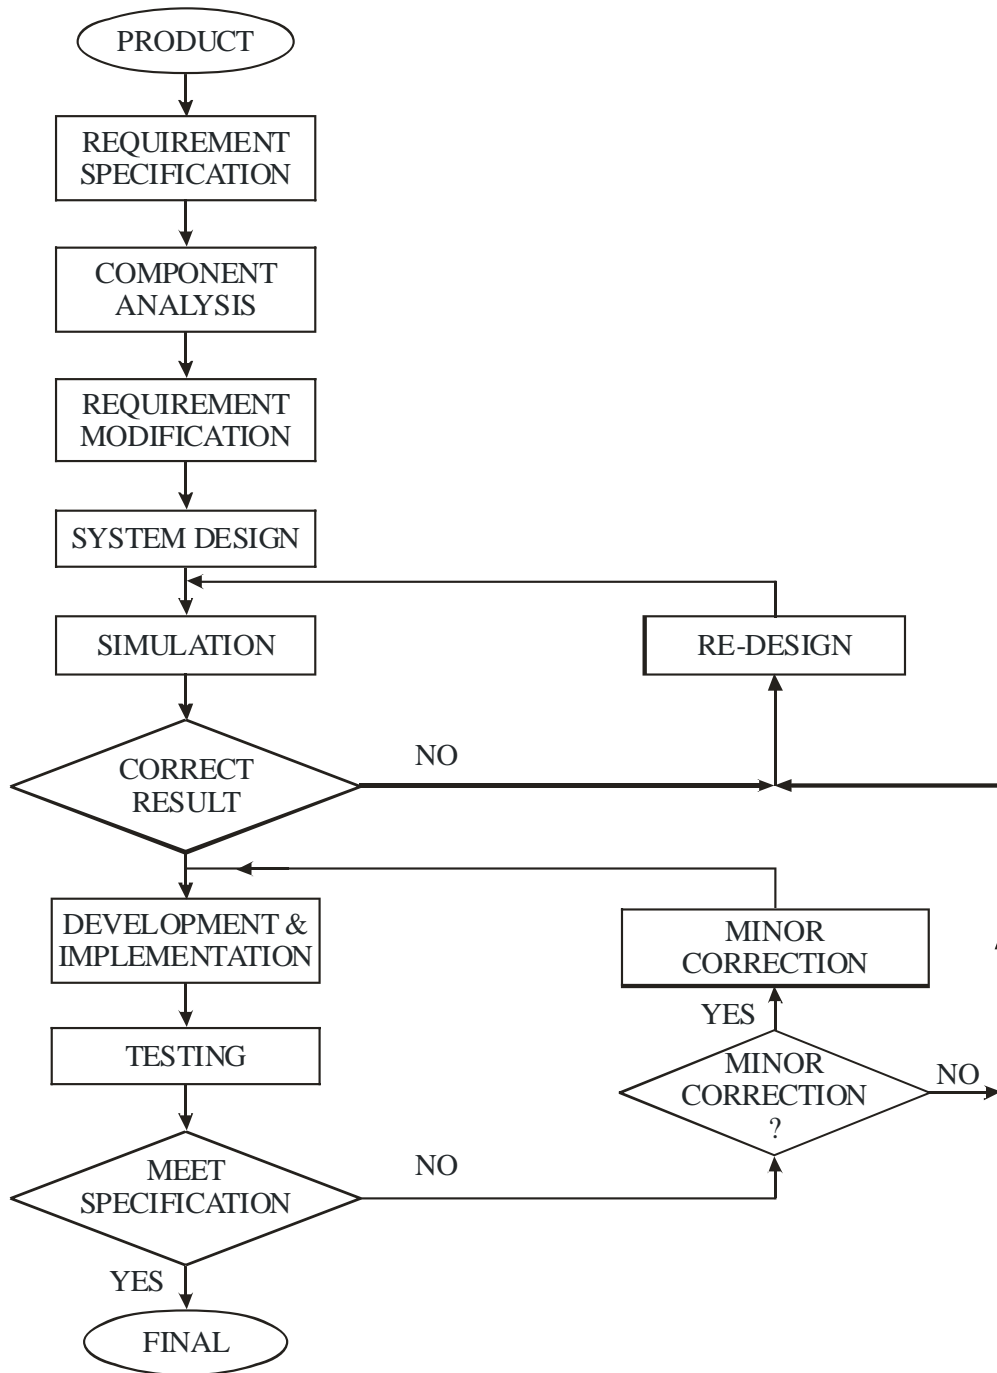 PRODUCT
REQUIREMENT
SPECIFICATION
COMPONENT
ANALYSIS
REQUIREMENT
MODIFICATION
SYSTEM DESIGN
SIMULATION
RE-DESIGN
CORRECT
RESULT
NO
DEVELOPMENT &
IMPLEMENTATION
MINOR
CORRECTION
YES
TESTING
MINOR
CORRECTION
?
NO
MEET
SPECIFICATION
NO
YES
FINAL